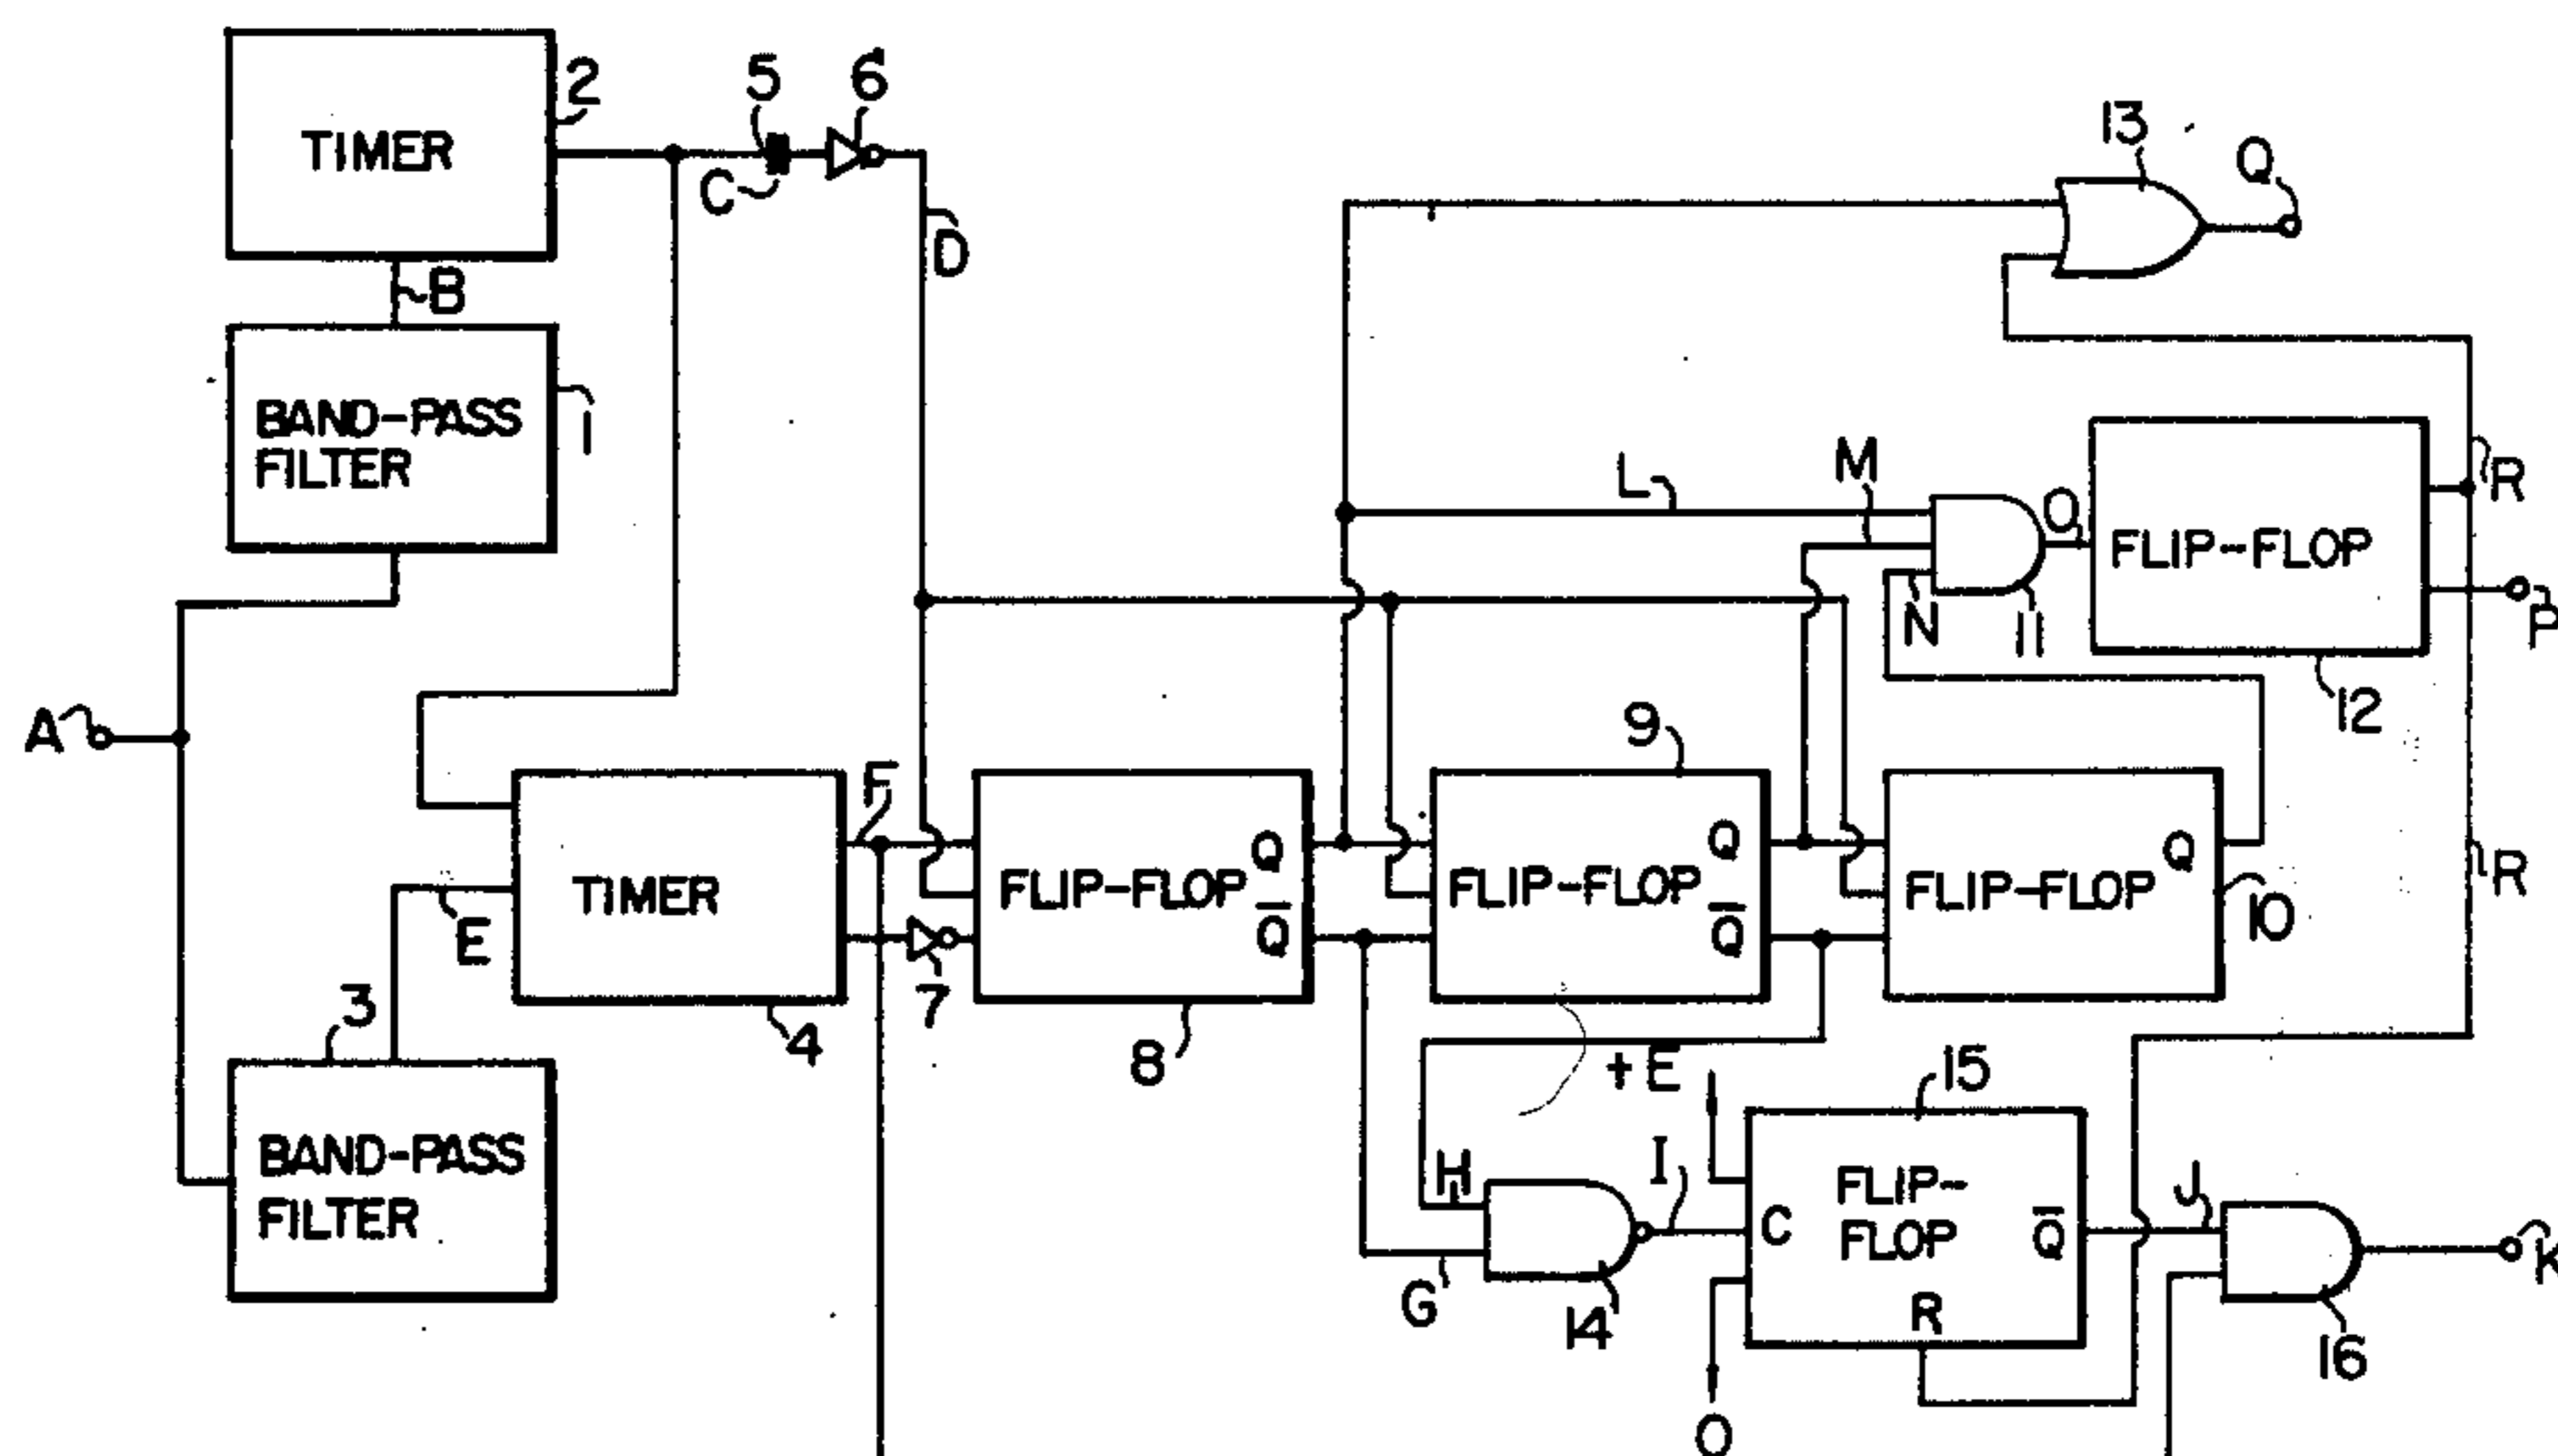 TIMER
2
5
6
C
D
B
13
Q
BAND-PASS
FILTER
1
L
M
N
O
11
FLIP-FLOP
R
P
12
A
F
E
TIMER
4
7
FLIP-FLOP
Q
Q̅
8
9
FLIP-FLOP
Q
Q̅
FLIP-FLOP
Q
10
R
3
BAND-PASS
FILTER
+E
15
H
G
14
I
C
FLIP-
FLOP
Q̅
R
O
J
16
K